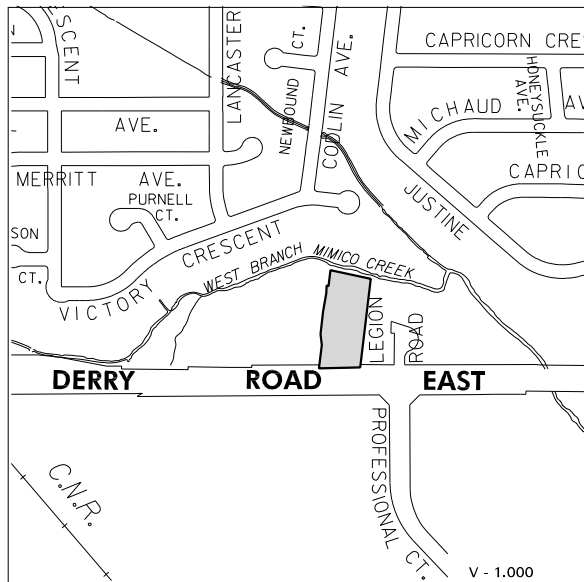 ESCENT
LANCASTER
CT.
NEWBOUND
CODLIN AVE.
CAPRICORN CRE
HONEYSUCKLE
AVE.
AV
MICHAUD
AVE.
CAPRIC
MERRITT AVE.
PURNELL
CT.
JUSTINE
SON
CT.
VICTORY CRESCENT
WEST BRANCH MIMICO CREEK
LEGION
ROAD
DERRY ROAD EAST
PROFESSIONAL CT.
C.N.R.
V - 1.000